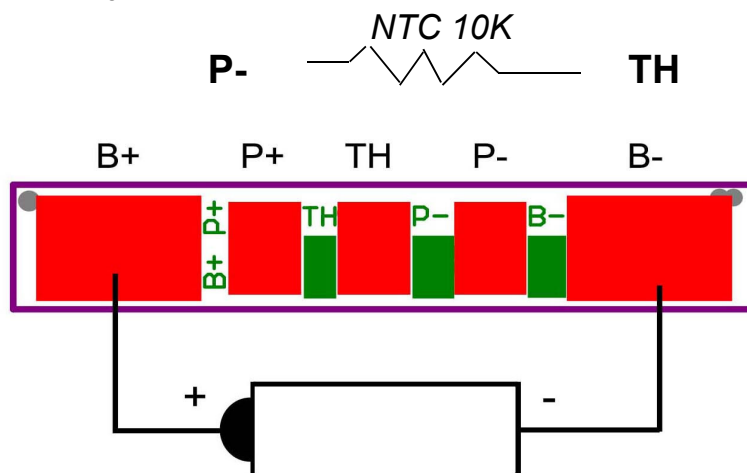 NTC 10K
P- TH
B+ P+ TH P- B-
P+ TH P- B-
B+
+ -